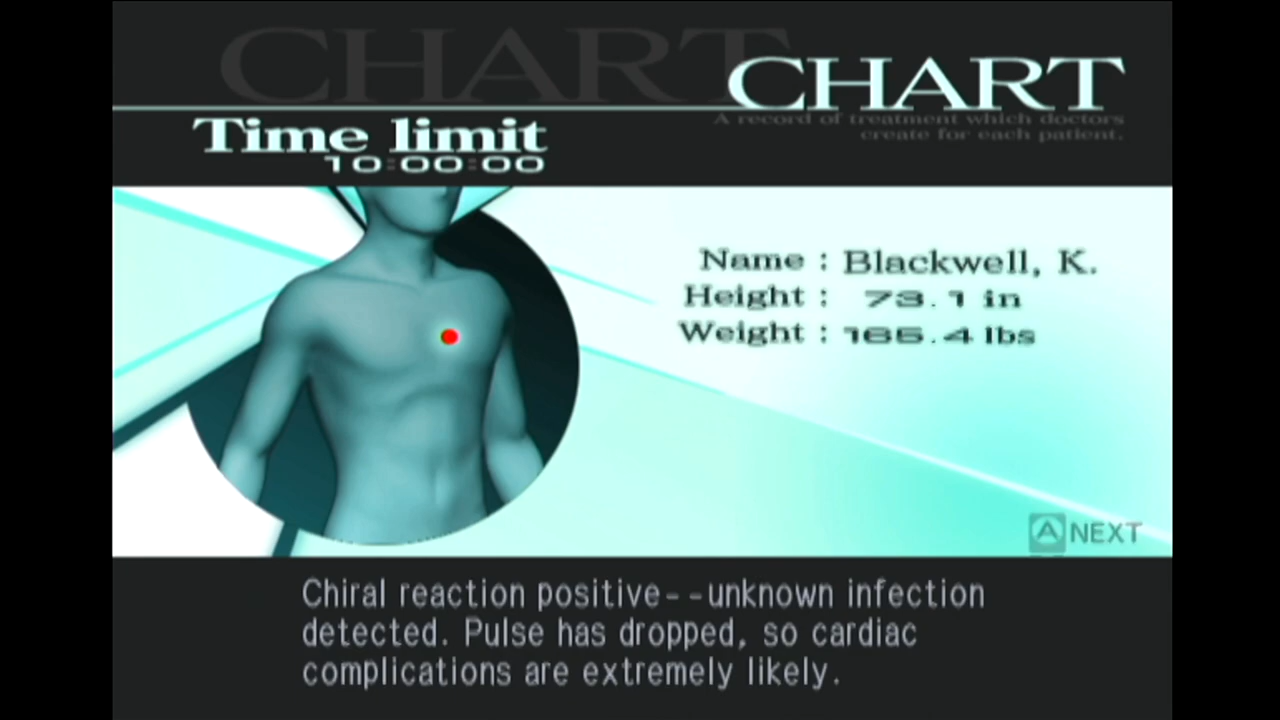 CHART
CHART
A record of treatment which doctors
create for each patient.
Time limit
10:00:00
Name : Blackwell, K.
Height : 73.1 in
Weight : 165.4 lbs
A NEXT
Chiral reaction positive--unknown infection
detected. Pulse has dropped, so cardiac
complications are extremely likely.